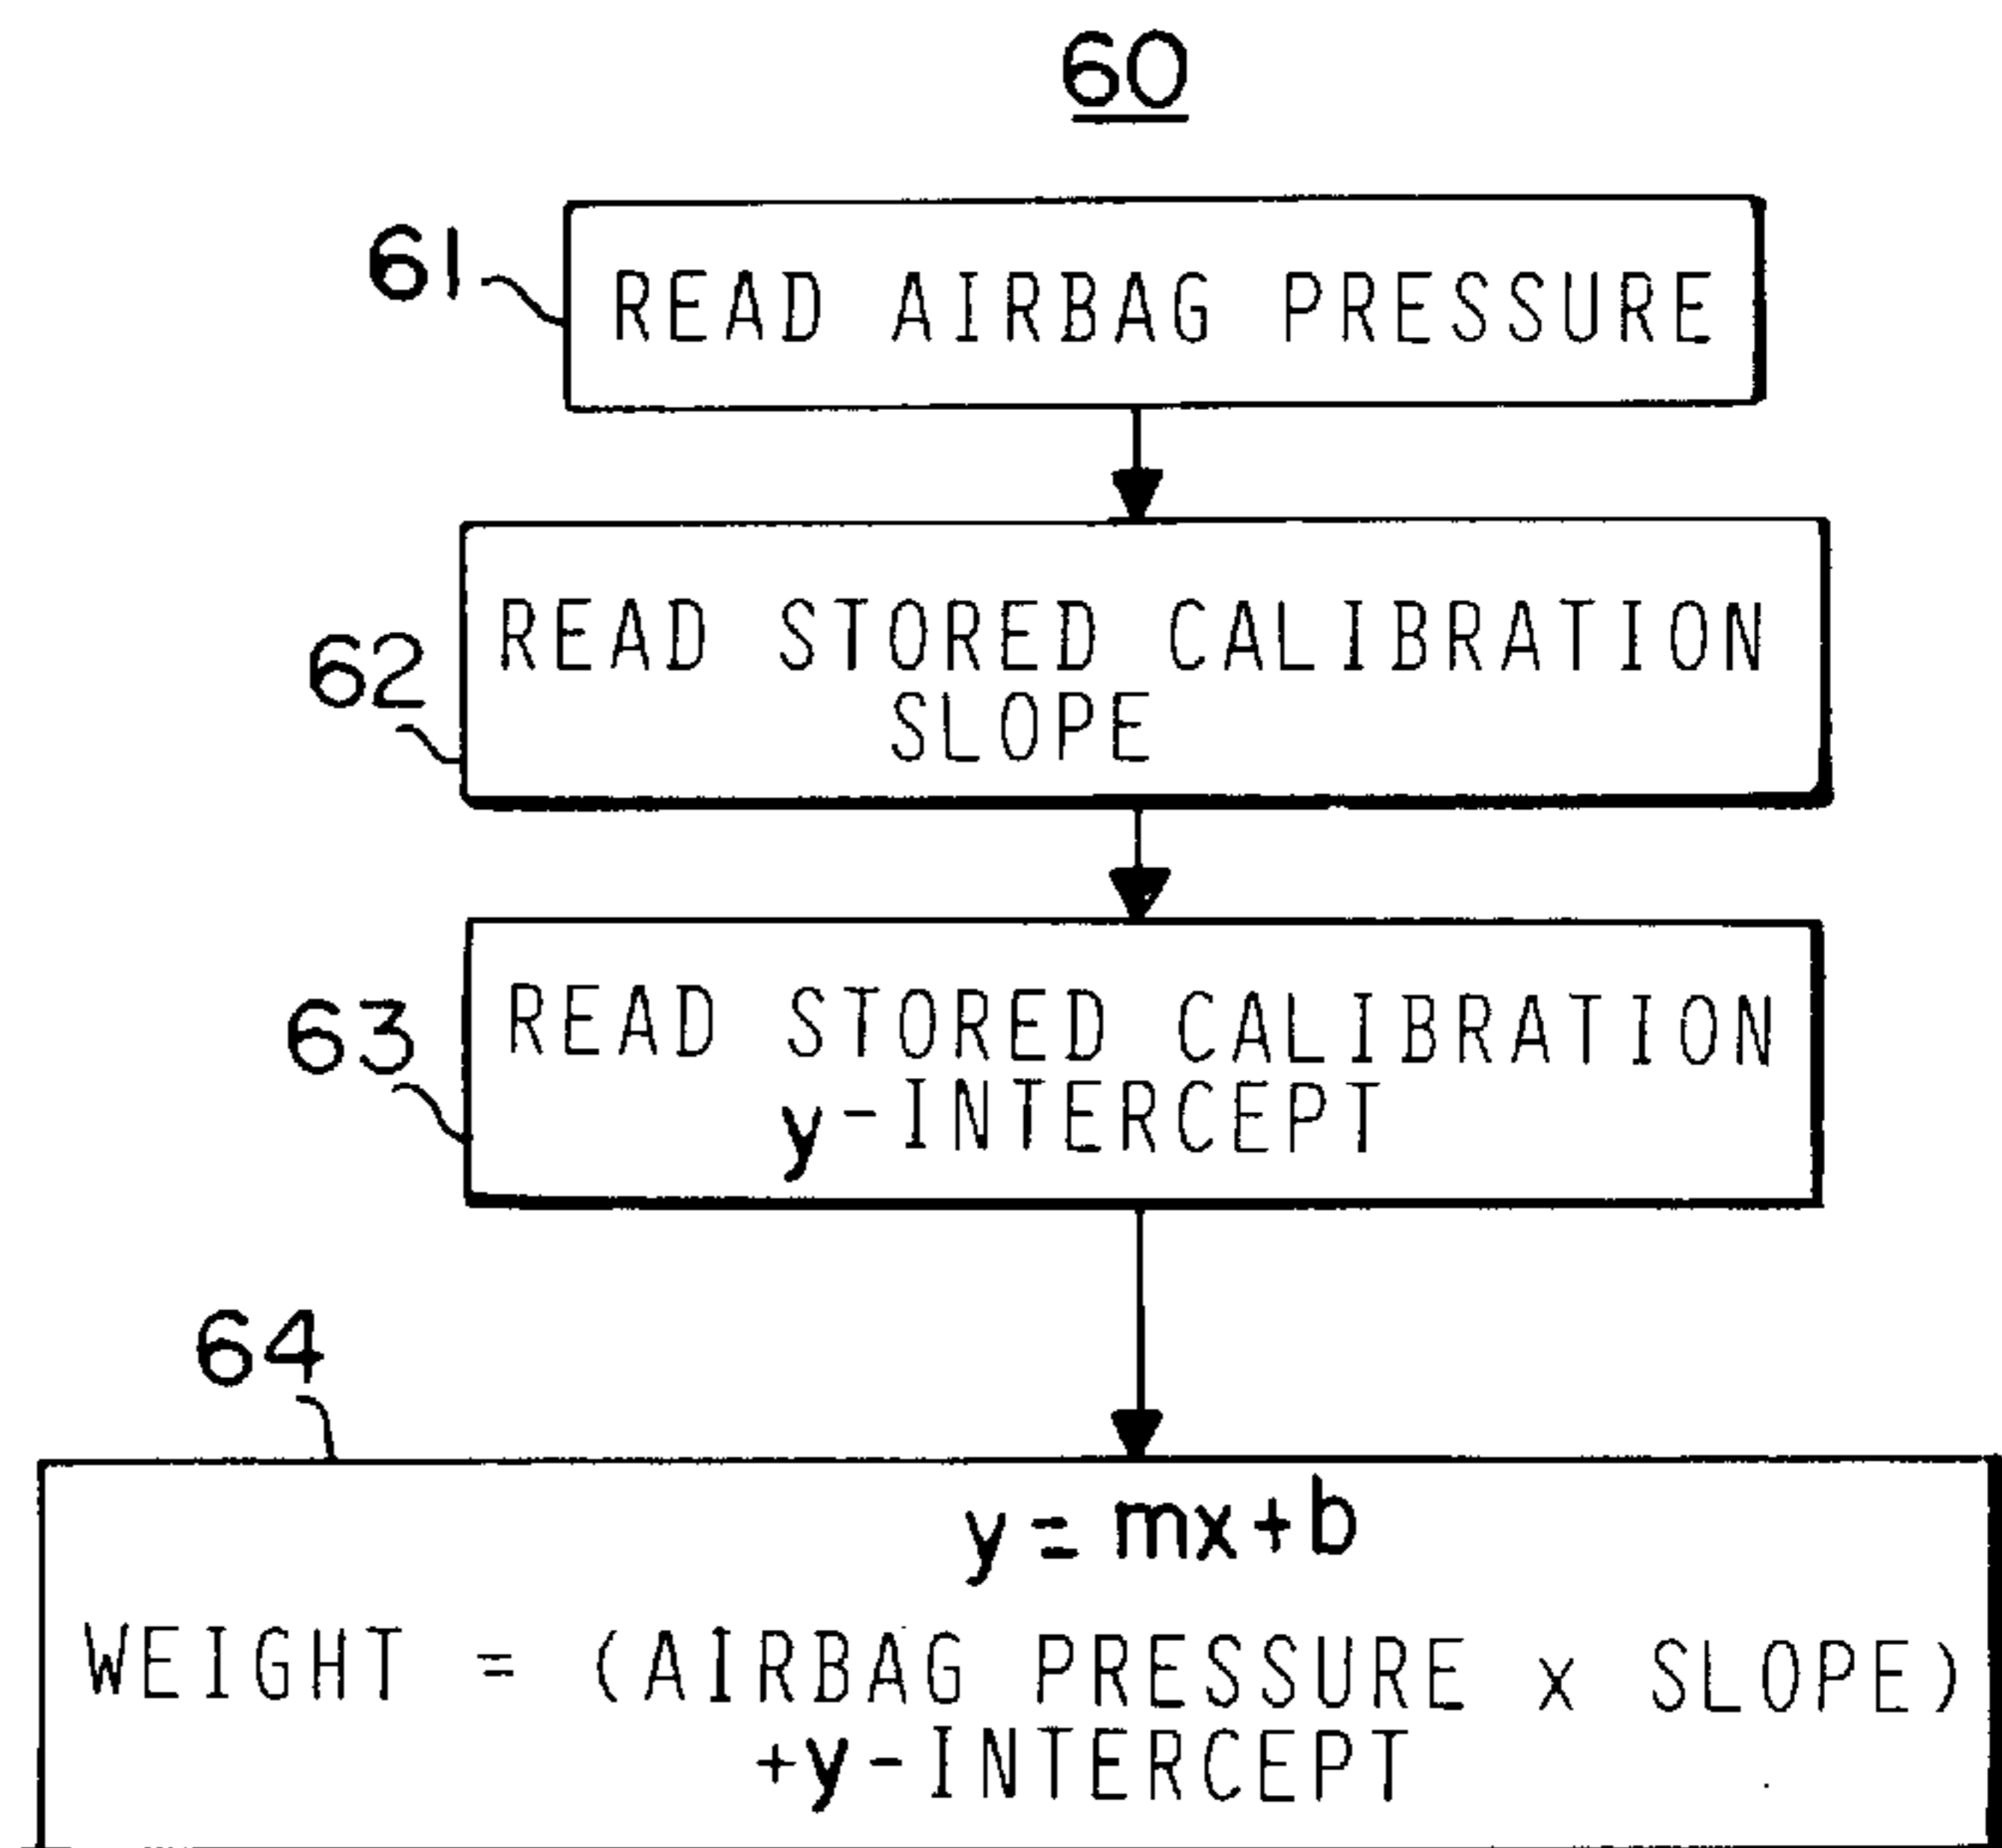 60
61
READ AIRBAG PRESSURE
62
READ STORED CALIBRATION
SLOPE
63
READ STORED CALIBRATION
y-INTERCEPT
64
y = mx+b
WEIGHT = (AIRBAG PRESSURE x SLOPE)
+y-INTERCEPT